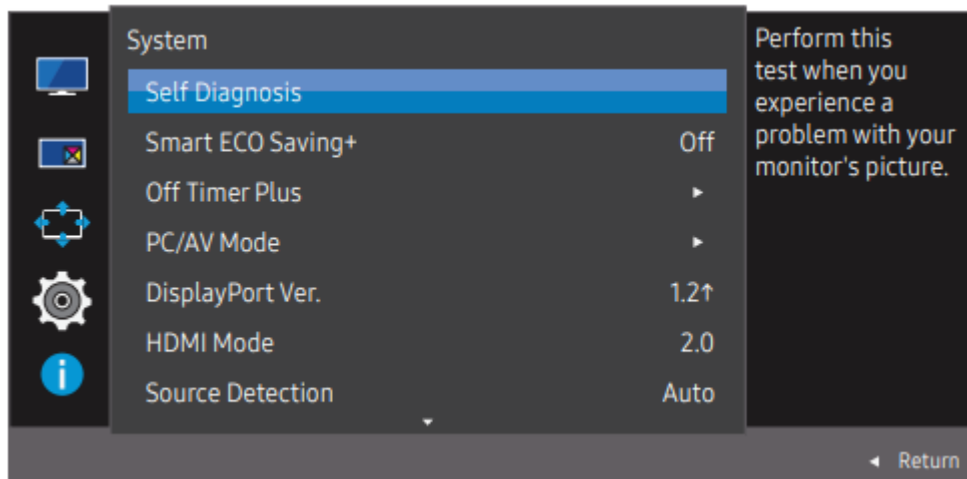 System
Self Diagnosis
Smart ECO Saving+ Off
Off Timer Plus ►
PC/AV Mode ►
DisplayPort Ver. 1.2↑
HDMI Mode 2.0
Source Detection Auto
Perform this
test when you
experience a
problem with your
monitor's picture.
◄ Return